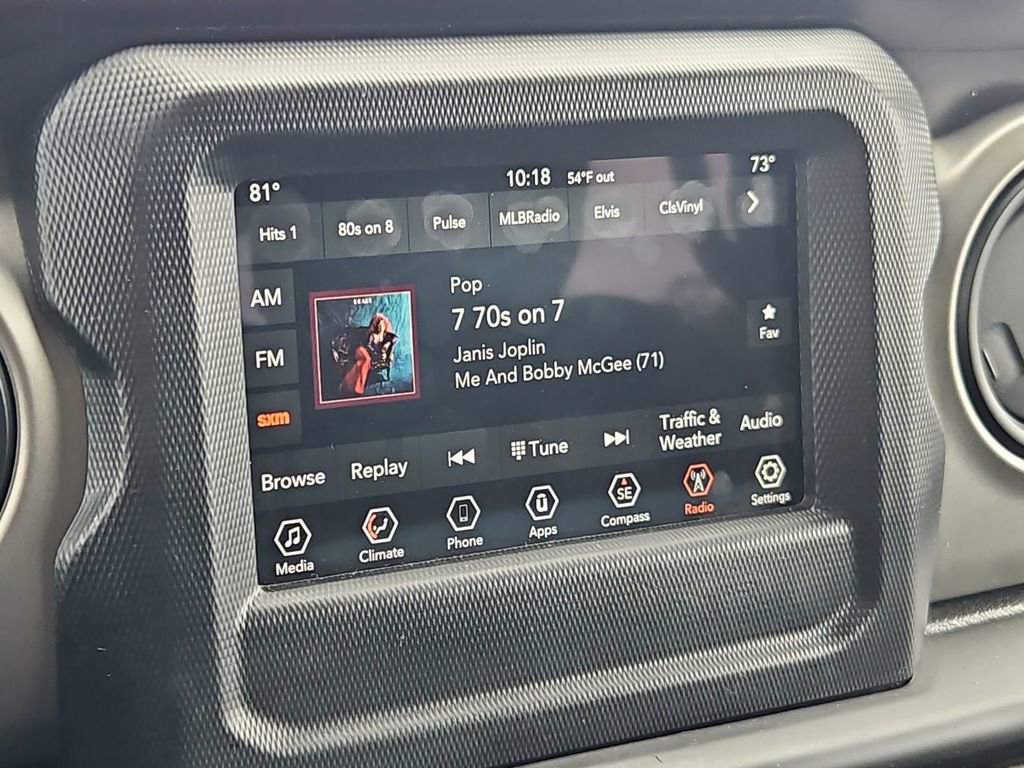 81° 10:18 54°F out 73°
Hits 1 80s on 8 Pulse MLBRadio Elvis ClsVinyl
AM
Pop
7 70s on 7
Fav
FM
Janis Joplin
Me And Bobby McGee (71)
sxm
Browse Replay Tune Traffic & Weather Audio
SE
Media Climate Phone Apps Compass Radio Settings